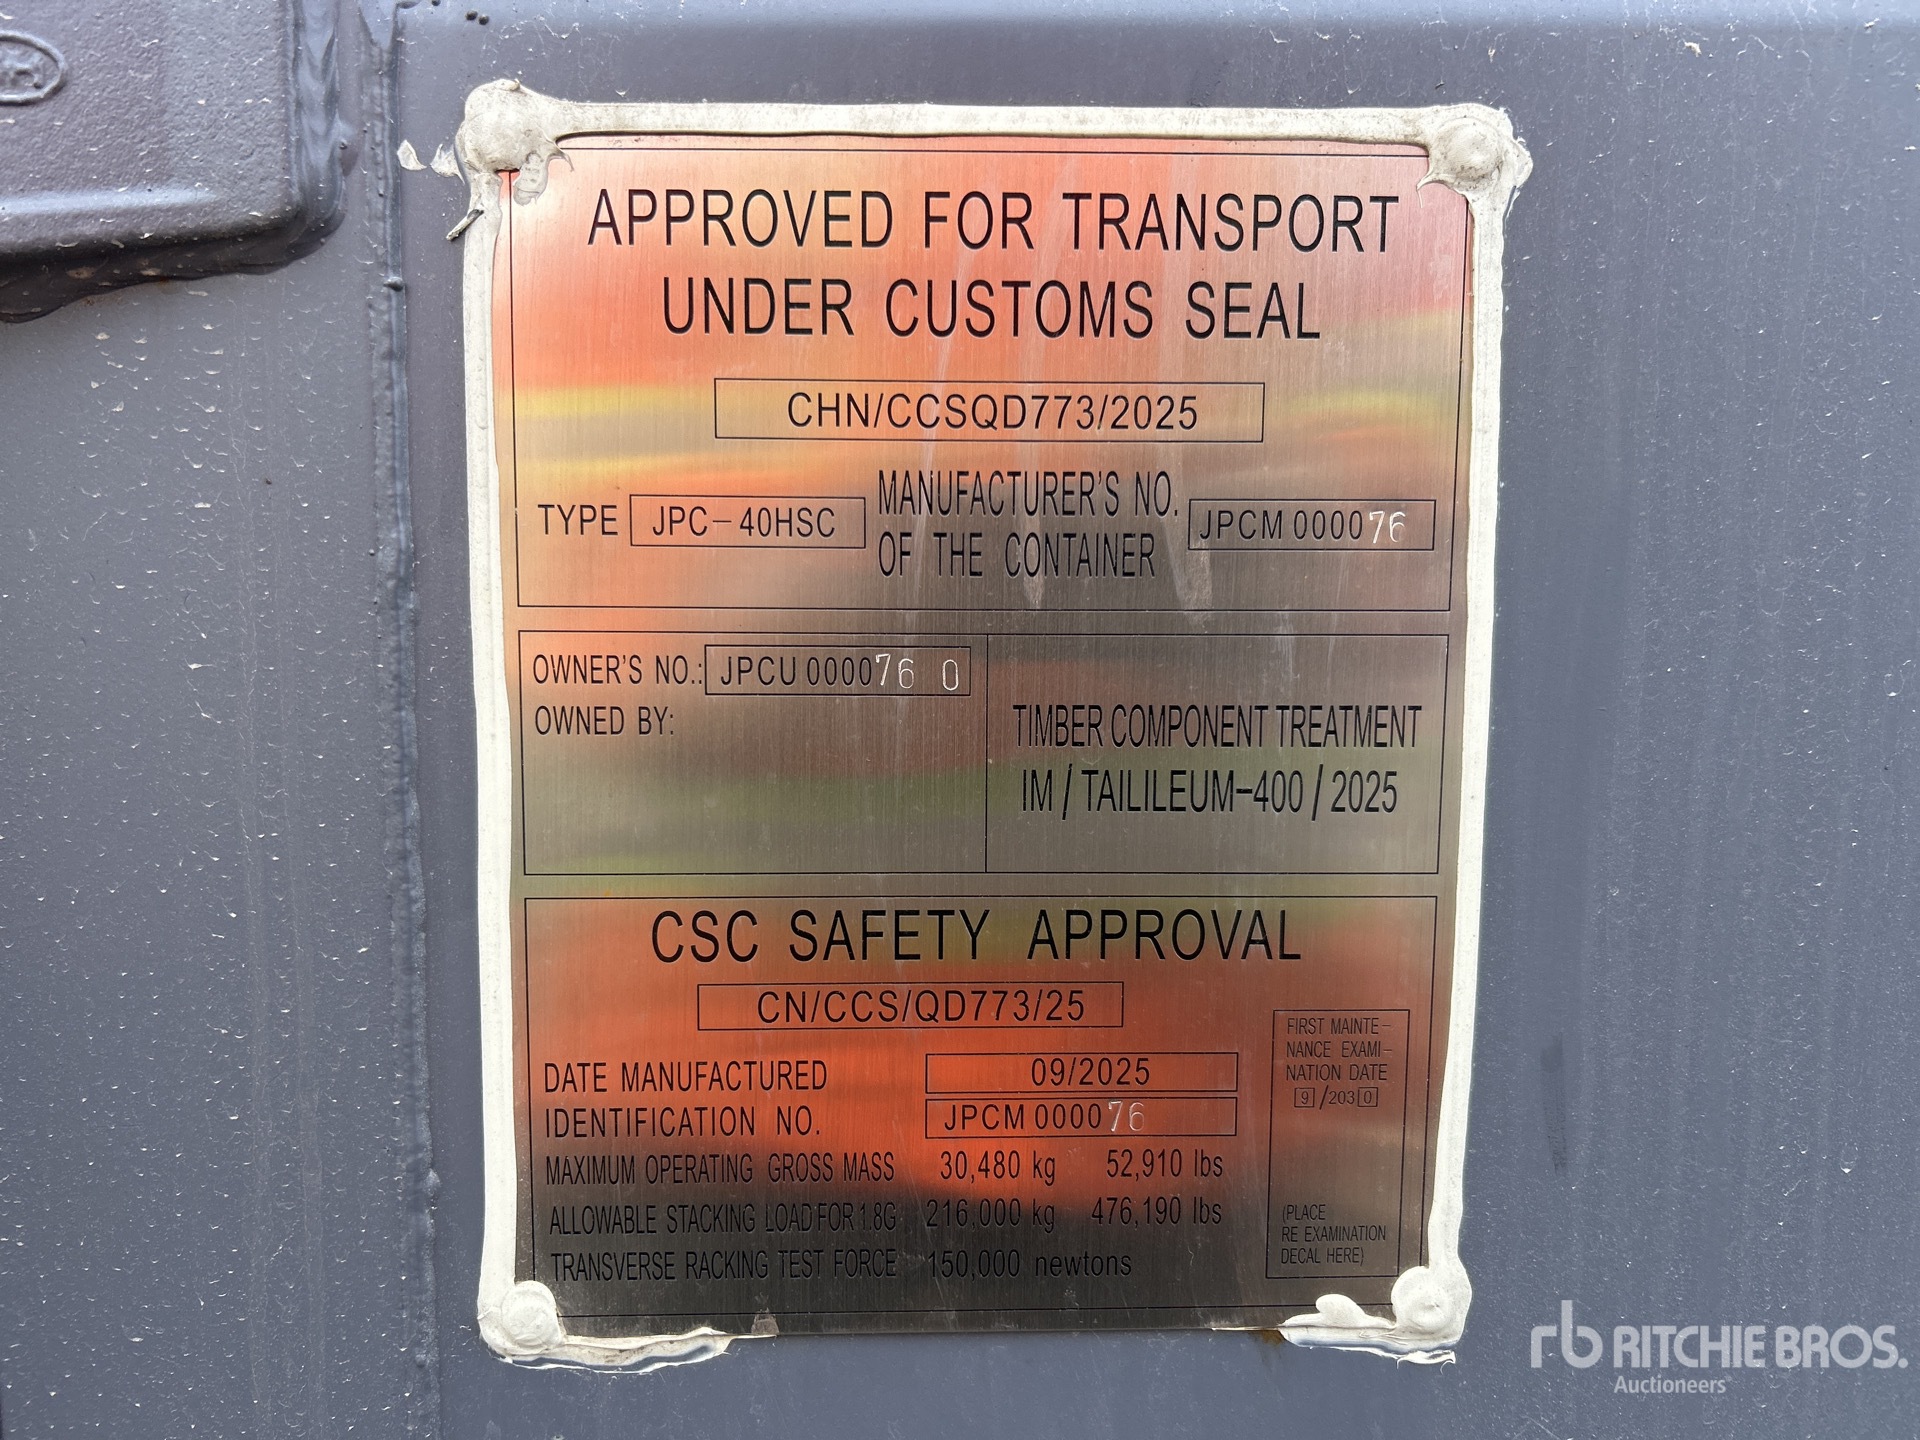 APPROVED FOR TRANSPORT
UNDER CUSTOMS SEAL
CHN/CCSQD773/2025
TYPE JPC-40HSC MANUFACTURER'S NO. OF THE CONTAINER JPCM 000076
OWNER'S NO.: JPCU 000076 0
OWNED BY:
TIMBER COMPONENT TREATMENT
IM / TAILILEUM-400 / 2025
CSC SAFETY APPROVAL
CN/CCS/QD773/25
DATE MANUFACTURED 09/2025
IDENTIFICATION NO. JPCM 000076
MAXIMUM OPERATING GROSS MASS 30,480 kg 52,910 lbs
ALLOWABLE STACKING LOAD FOR 1.8G 216,000 kg 476,190 lbs
TRANSVERSE RACKING TEST FORCE 150,000 newtons
FIRST MAINTE-
NANCE EXAMI-
NATION DATE
9/2030
(PLACE
RE EXAMINATION
DECAL HERE)
rb RITCHIE BROS.
Auctioneers